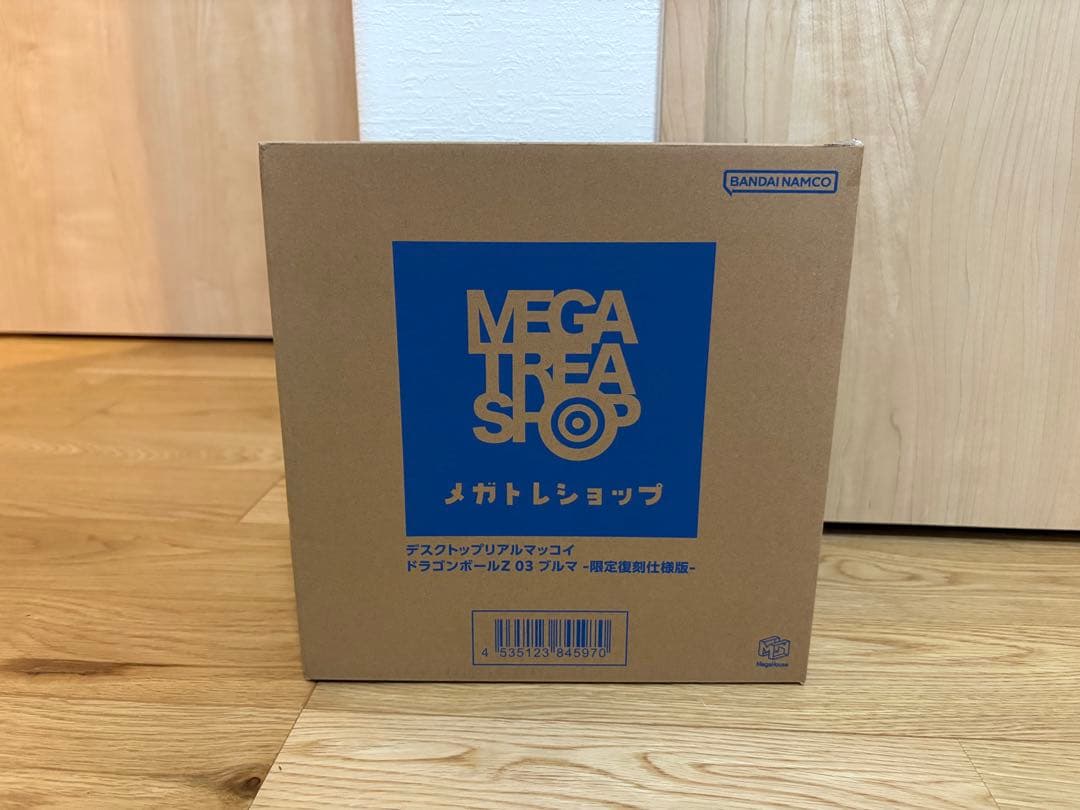 BANDAI NAMCO
MEGA
TREA
SHOP
メガトレショップ
デスクトップリアルマッコイ
ドラゴンボールZ 03 ブルマ -限定復刻仕様版-
4 535123 845970
MegaHouse